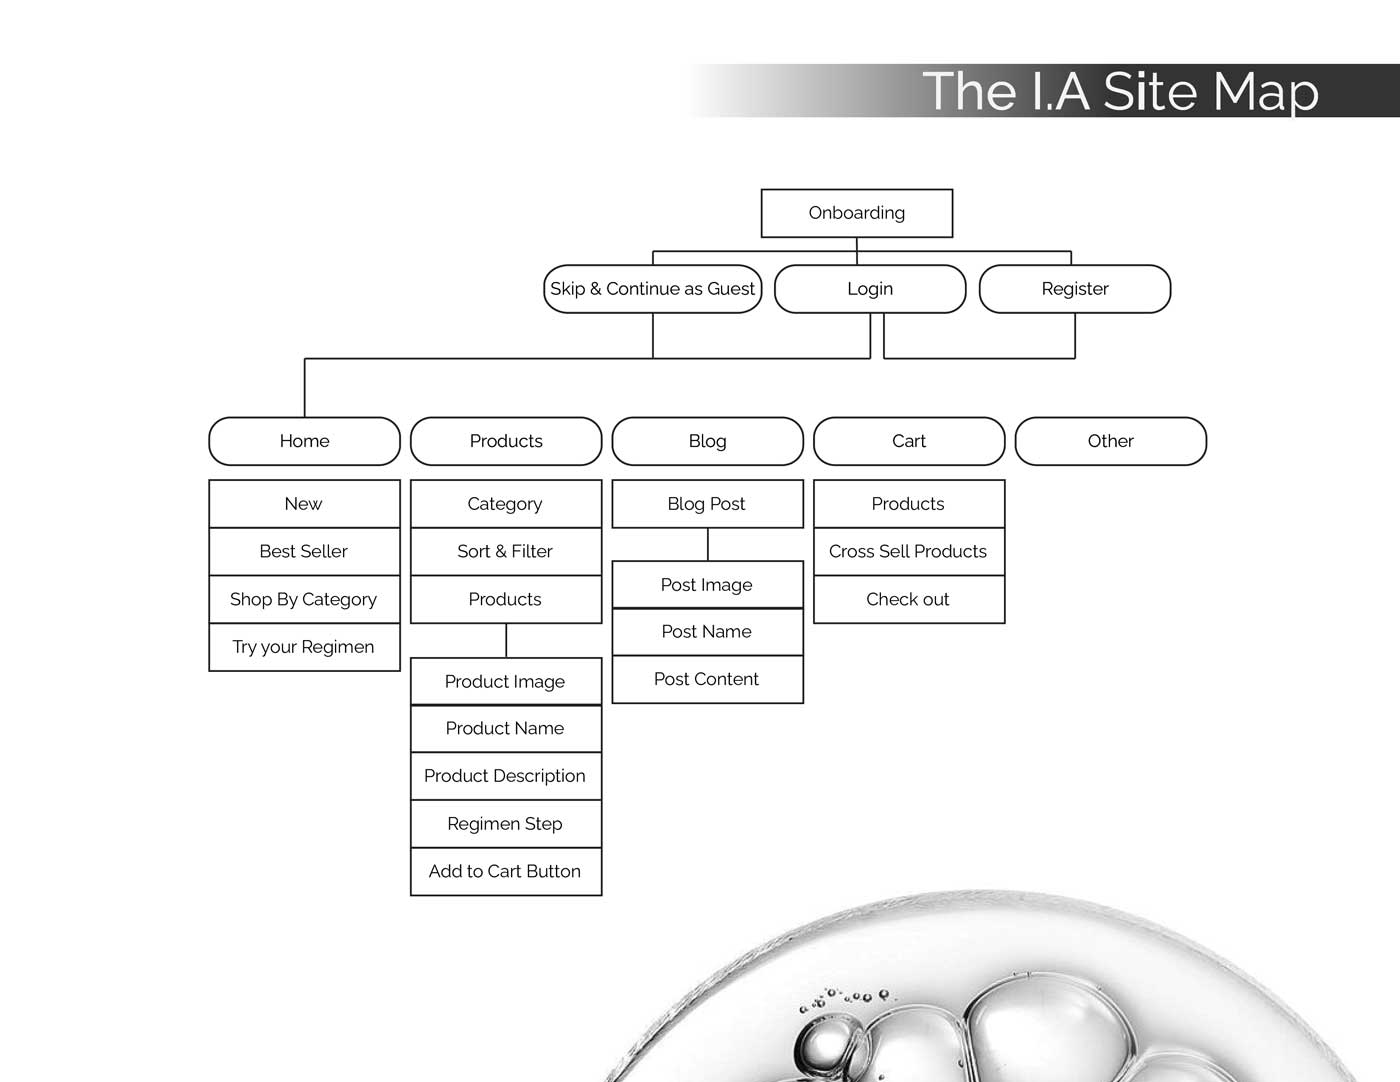 The I.A Site Map
Onboarding
Skip & Continue as Guest
Login
Register
Home
Products
Blog
Cart
Other
New
Best Seller
Shop By Category
Try your Regimen
Category
Sort & Filter
Products
Product Image
Product Name
Product Description
Regimen Step
Add to Cart Button
Blog Post
Post Image
Post Name
Post Content
Products
Cross Sell Products
Check out